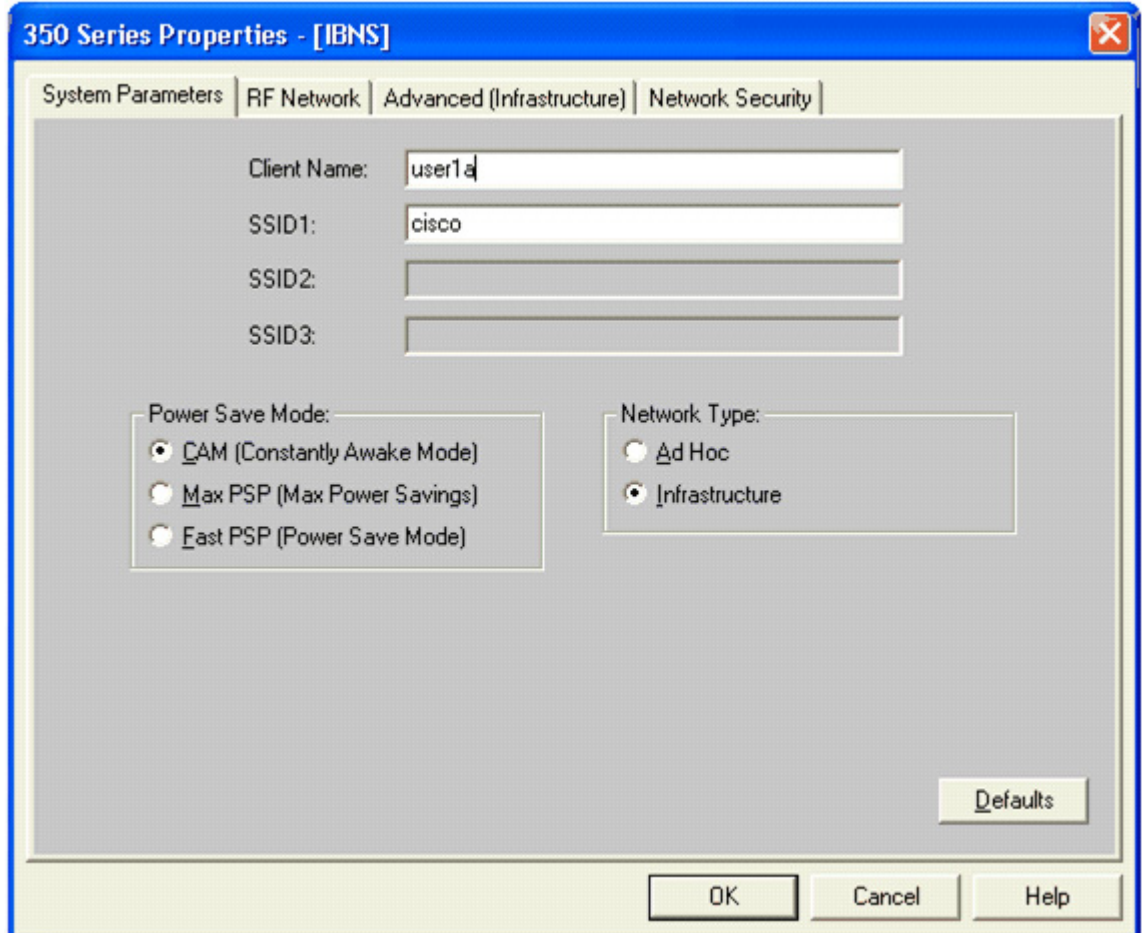 350 Series Properties - [IBNS]
System Parameters RF Network Advanced (Infrastructure) Network Security
Client Name: user1a
SSID1: cisco
SSID2:
SSID3:
Power Save Mode:
CAM (Constantly Awake Mode)
Max PSP (Max Power Savings)
Fast PSP (Power Save Mode)
Network Type:
Ad Hoc
Infrastructure
Defaults
OK Cancel Help